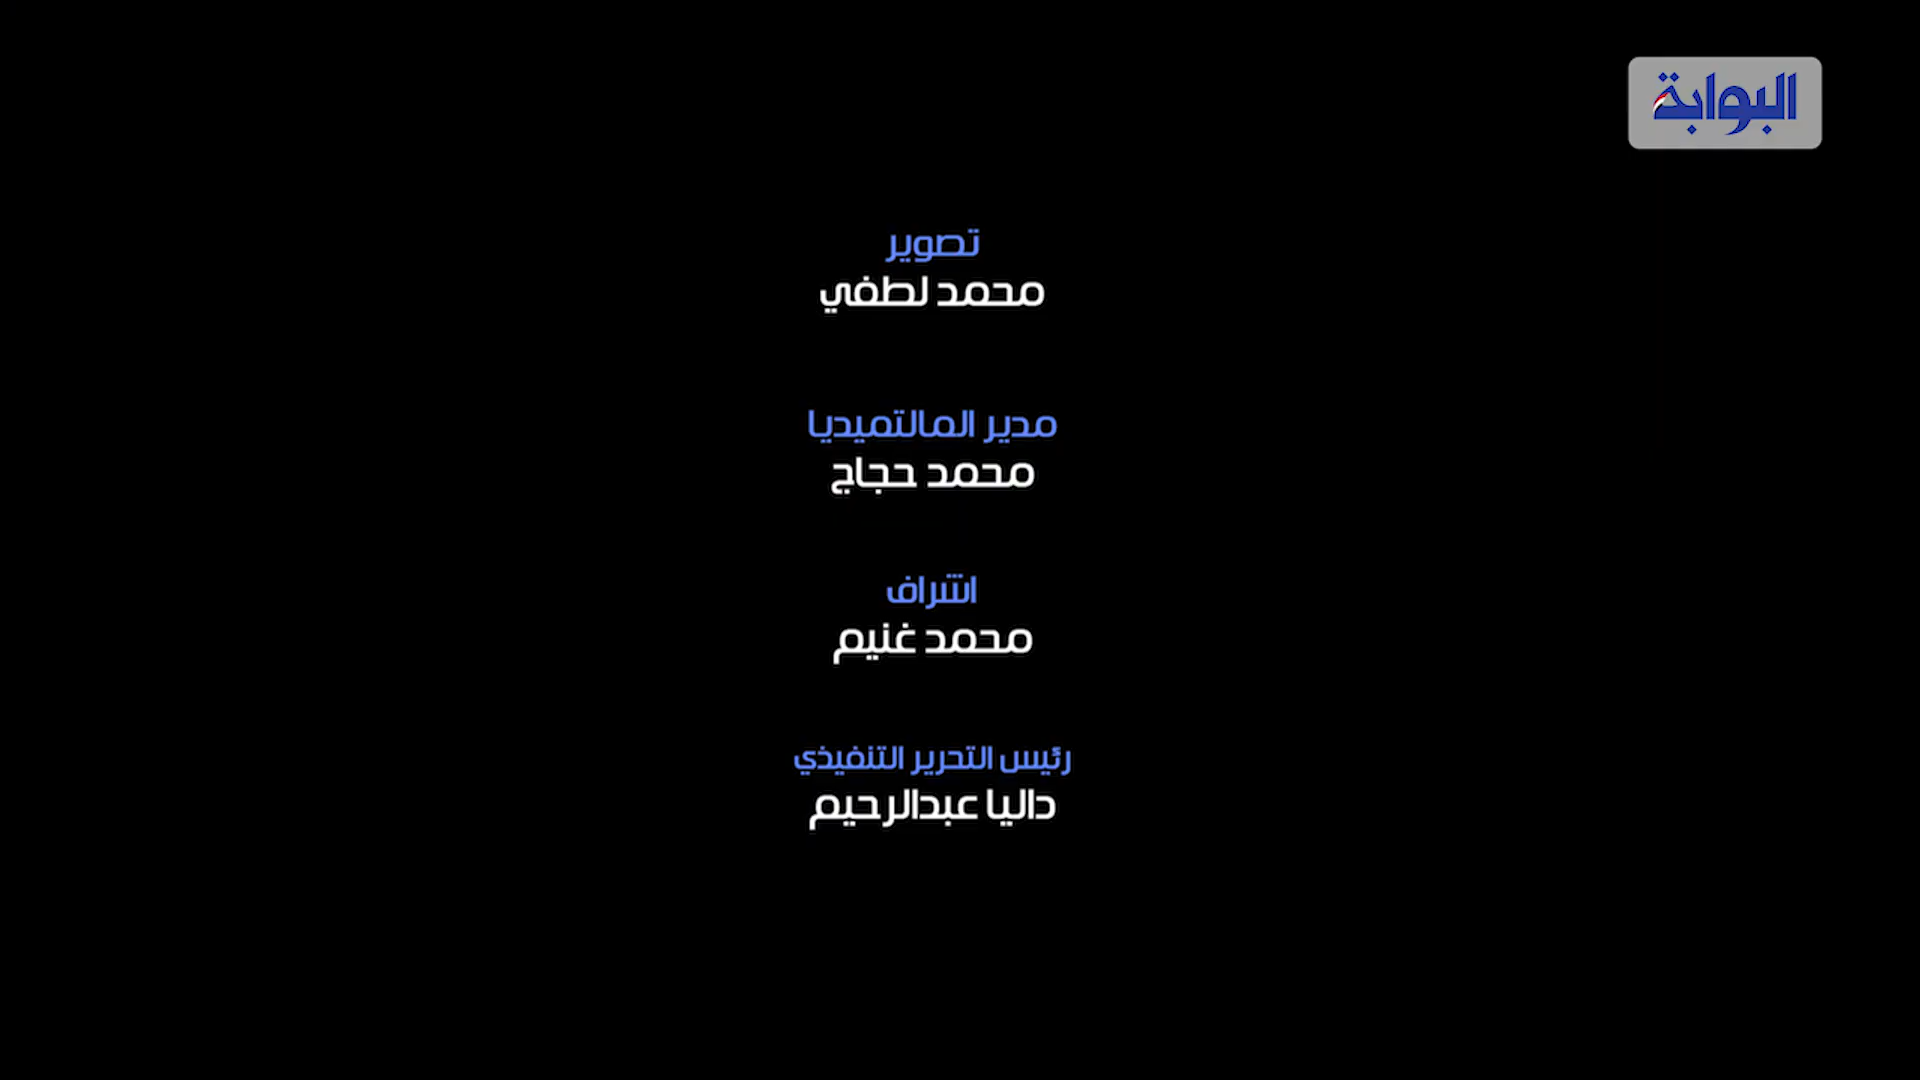 البوابة
تصوير
محمد لطفي
مدير المالتميديا
محمد حجاج
اشراف
محمد غنيم
رئيس التحرير التنفيذي
داليا عبدالرحيم